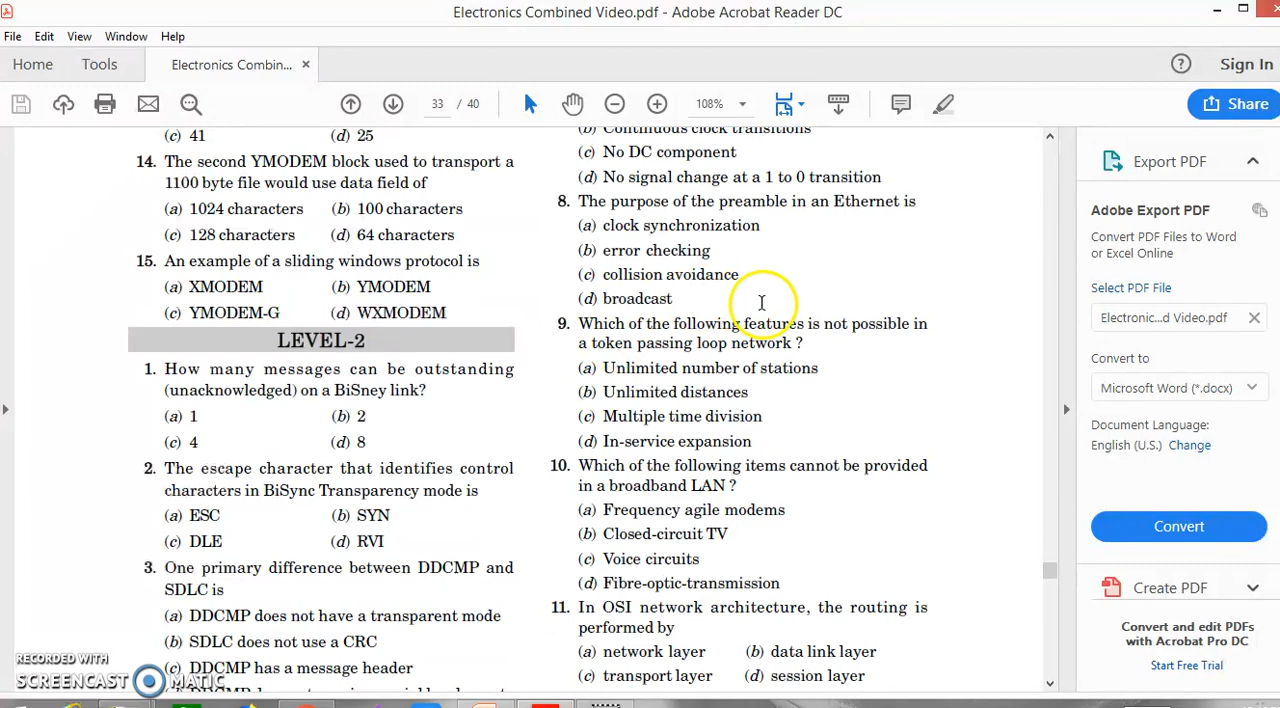 Electronics Combined Video.pdf - Adobe Acrobat Reader DC
File Edit View Window Help
Home Tools Electronics Combin... × Sign In
33 / 40 108% Share
(c) 41 (d) 25
14. The second YMODEM block used to transport a
1100 byte file would use data field of
(a) 1024 characters (b) 100 characters
(c) 128 characters (d) 64 characters
15. An example of a sliding windows protocol is
(a) XMODEM (b) YMODEM
(c) YMODEM-G (d) WXMODEM
LEVEL-2
1. How many messages can be outstanding
(unacknowledged) on a BiSney link?
(a) 1 (b) 2
(c) 4 (d) 8
2. The escape character that identifies control
characters in BiSync Transparency mode is
(a) ESC (b) SYN
(c) DLE (d) RVI
3. One primary difference between DDCMP and
SDLC is
(a) DDCMP does not have a transparent mode
(b) SDLC does not use a CRC
(c) DDCMP has a message header
(b) Continuous clock transitions
(c) No DC component
(d) No signal change at a 1 to 0 transition
8. The purpose of the preamble in an Ethernet is
(a) clock synchronization
(b) error checking
(c) collision avoidance
(d) broadcast
9. Which of the following features is not possible in
a token passing loop network ?
(a) Unlimited number of stations
(b) Unlimited distances
(c) Multiple time division
(d) In-service expansion
10. Which of the following items cannot be provided
in a broadband LAN ?
(a) Frequency agile modems
(b) Closed-circuit TV
(c) Voice circuits
(d) Fibre-optic-transmission
11. In OSI network architecture, the routing is
performed by
(a) network layer (b) data link layer
(c) transport layer (d) session layer
Export PDF
Adobe Export PDF
Convert PDF Files to Word
or Excel Online
Select PDF File
Electronic...d Video.pdf ×
Convert to
Microsoft Word (*.docx)
Document Language:
English (U.S.) Change
Convert
Create PDF
Convert and edit PDFs
with Acrobat Pro DC
Start Free Trial
RECORDED WITH
SCREENCAST MATIC